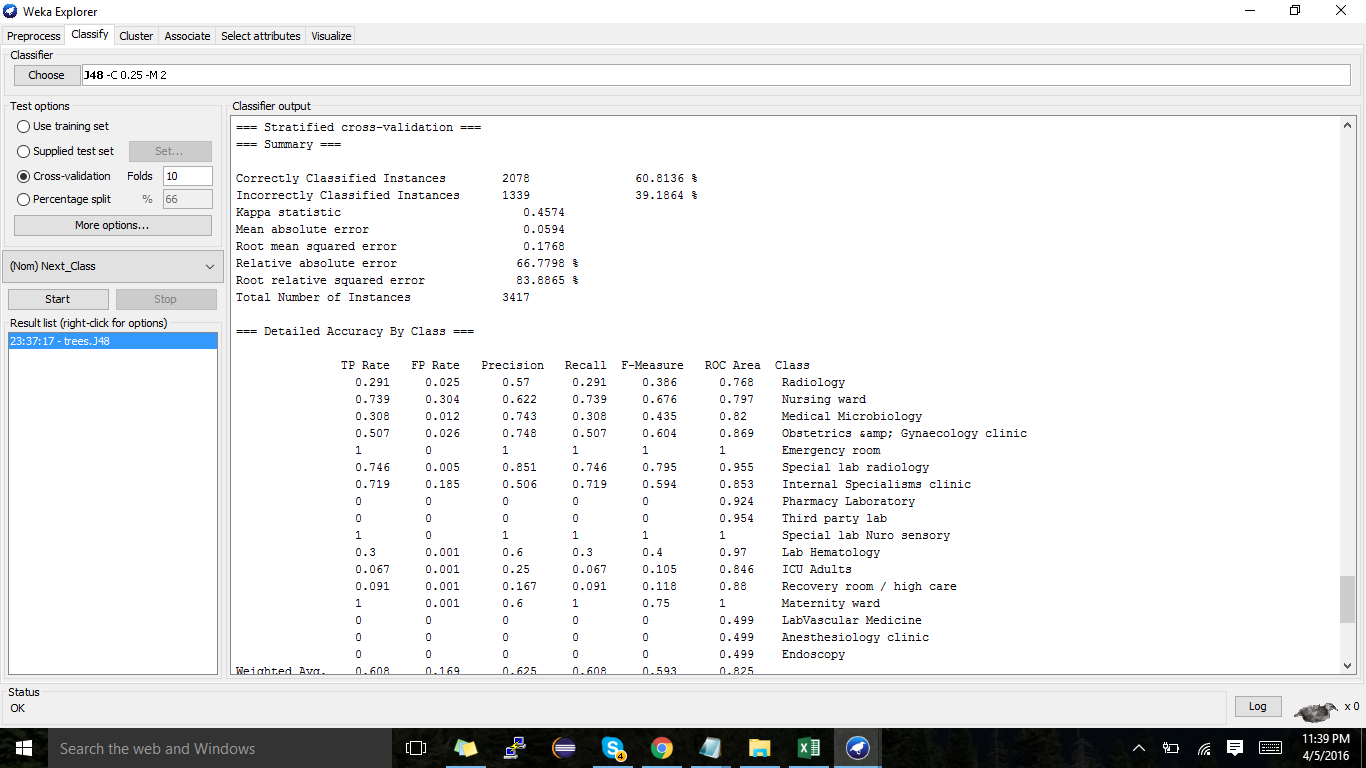 Weka Explorer
Preprocess Classify Cluster Associate Select attributes Visualize
Classifier
Choose J48 -C 0.25 -M 2
Test options
Use training set
Supplied test set Set...
Cross-validation Folds 10
Percentage split % 66
More options...
(Nom) Next_Class
Start Stop
Result list (right-click for options)
23:37:17 - trees.J48
Classifier output
=== Stratified cross-validation ===
=== Summary ===
Correctly Classified Instances 2078 60.8136 %
Incorrectly Classified Instances 1339 39.1864 %
Kappa statistic 0.4574
Mean absolute error 0.0594
Root mean squared error 0.1768
Relative absolute error 66.7798 %
Root relative squared error 83.8865 %
Total Number of Instances 3417
=== Detailed Accuracy By Class ===
TP Rate FP Rate Precision Recall F-Measure ROC Area Class
0.291 0.025 0.57 0.291 0.386 0.768 Radiology
0.739 0.304 0.622 0.739 0.676 0.797 Nursing ward
0.308 0.012 0.743 0.308 0.435 0.82 Medical Microbiology
0.507 0.026 0.748 0.507 0.604 0.869 Obstetrics &amp; Gynaecology clinic
1 0 1 1 1 1 Emergency room
0.746 0.005 0.851 0.746 0.795 0.955 Special lab radiology
0.719 0.185 0.506 0.719 0.594 0.853 Internal Specialisms clinic
0 0 0 0 0 0.924 Pharmacy Laboratory
0 0 0 0 0 0.954 Third party lab
1 0 1 1 1 1 Special lab Nuro sensory
0.3 0.001 0.6 0.3 0.4 0.97 Lab Hematology
0.067 0.001 0.25 0.067 0.105 0.846 ICU Adults
0.091 0.001 0.167 0.091 0.118 0.88 Recovery room / high care
1 0.001 0.6 1 0.75 1 Maternity ward
0 0 0 0 0 0.499 LabVascular Medicine
0 0 0 0 0 0.499 Anesthesiology clinic
0 0 0 0 0 0.499 Endoscopy
Weighted Avg. 0.608 0.169 0.625 0.608 0.593 0.825
Status
OK
Log x 0
Search the web and Windows
4
11:39 PM
4/5/2016